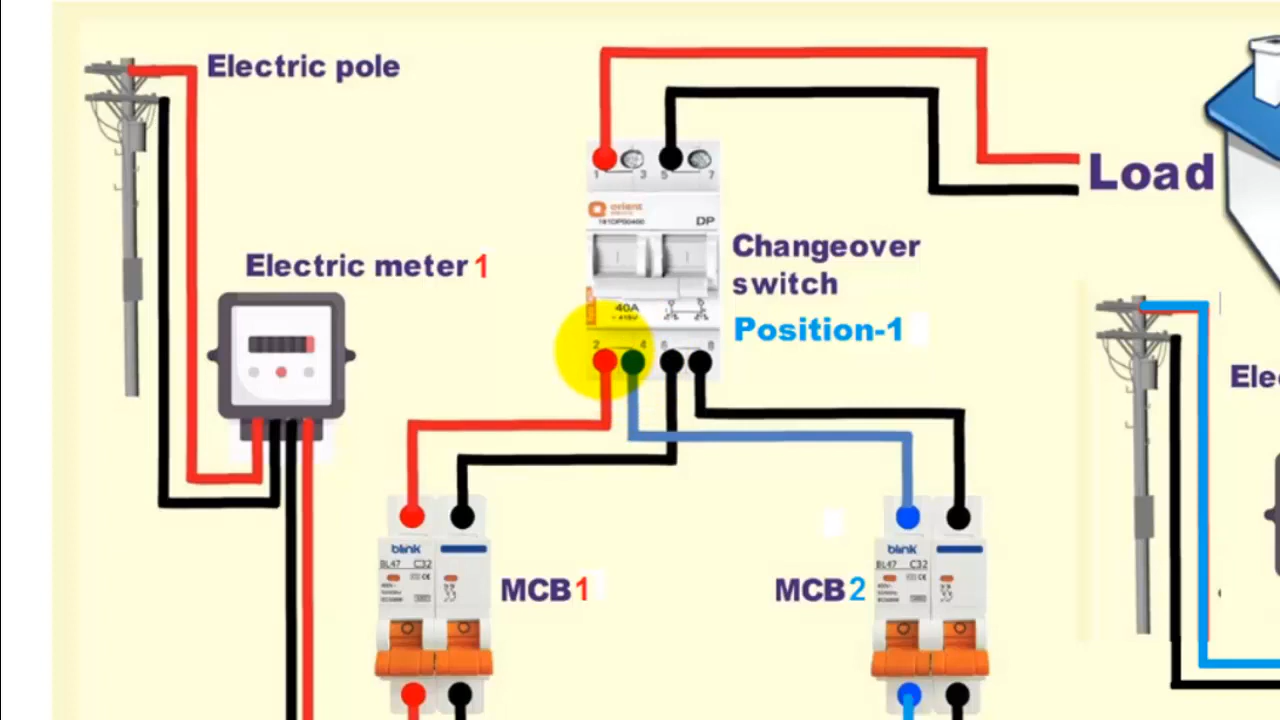 Electric pole
Load
1 3 5 7
orient
DP
Changeover
switch
Position-1
Electric meter 1
40A
2 4 6 8
Ele
blink
BL47 C32
MCB1
MCB2
blink
BL47 C32